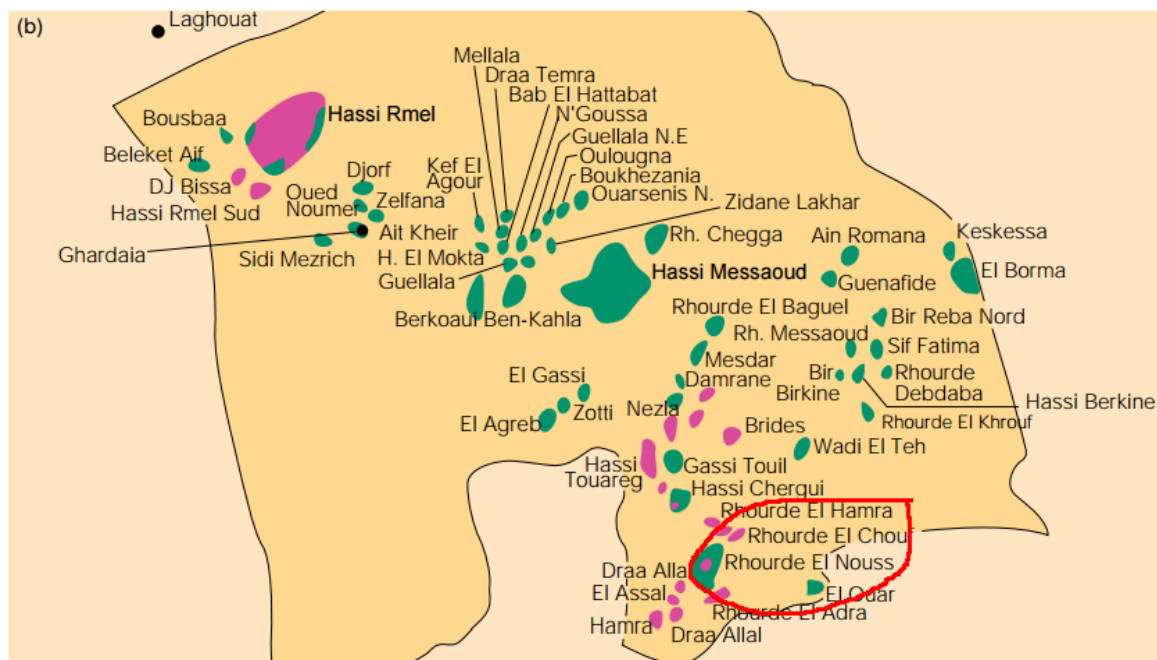 (b)
Laghouat
Mellala
Draa Temra
Bab El Hattabat
N'Goussa
Guellala N.E
Oulougna
Boukhezania
Ouarsenis N.
Zidane Lakhar
Bousbaa
Hassi Rmel
Beleket Aif
DJ Bissa
Hassi Rmel Sud
Djorf
Oued
Noumer
Zelfana
Kef El
Agour
Ait Kheir
Ghardaia
Sidi Mezrich
H. El Mokta
Guellala
Rh. Chegga
Hassi Messaoud
Ain Romana
Keskessa
Guenafide
El Borma
Berkoaui Ben-Kahla
Rhourde El Baguel
Rh. Messaoud
Bir Reba Nord
Mesdar
Sif Fatima
Damrane
Bir
Birkine
Rhourde
Debdaba
Hassi Berkine
El Gassi
Zotti
El Agreb
Nezla
Rhourde El Khrouf
Brides
Wadi El Teh
Hassi
Touareg
Gassi Touil
Hassi Chergui
Rhourde El Hamra
Rhourde El Chouf
Rhourde El Nouss
Draa Alla
El Assal
El Ouar
Rhourde El Adra
Hamra
Draa Allal